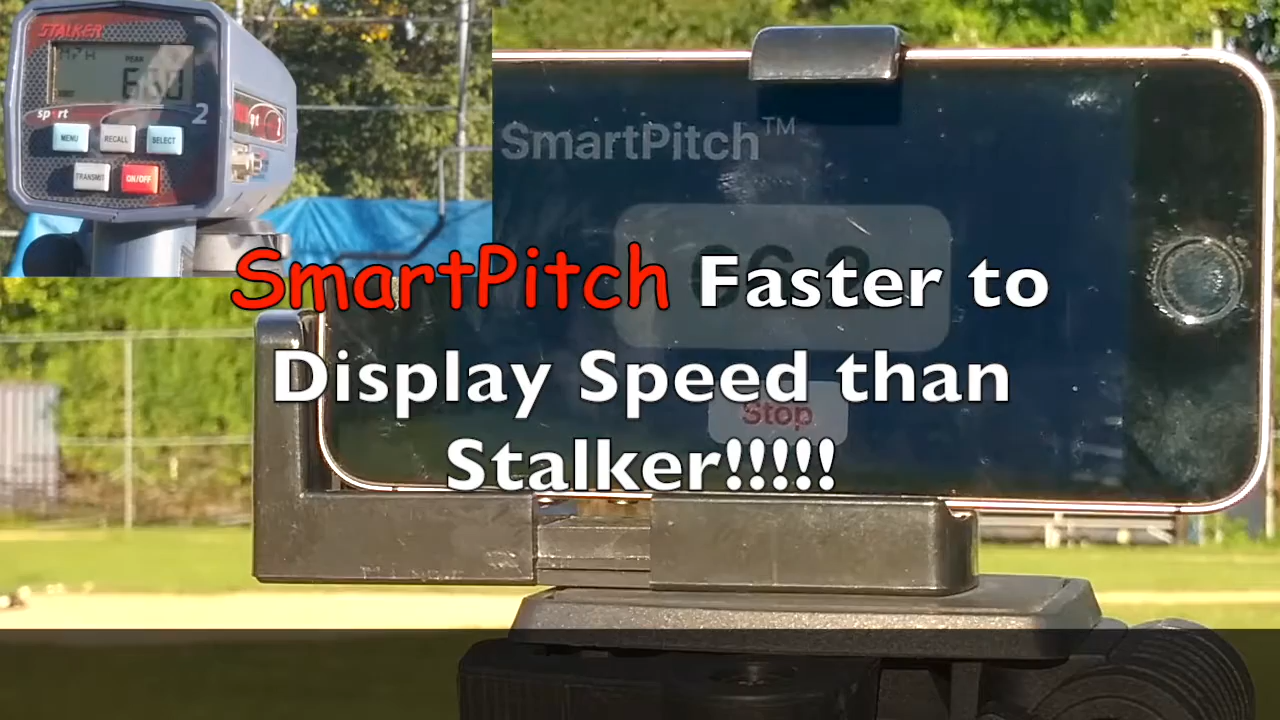 STALKER
MPH
PEAK
sport 2
MENU RECALL SELECT
TRANSMIT ON/OFF
SmartPitch™
SmartPitch Faster to
Display Speed than
Stalker!!!!!
Stop